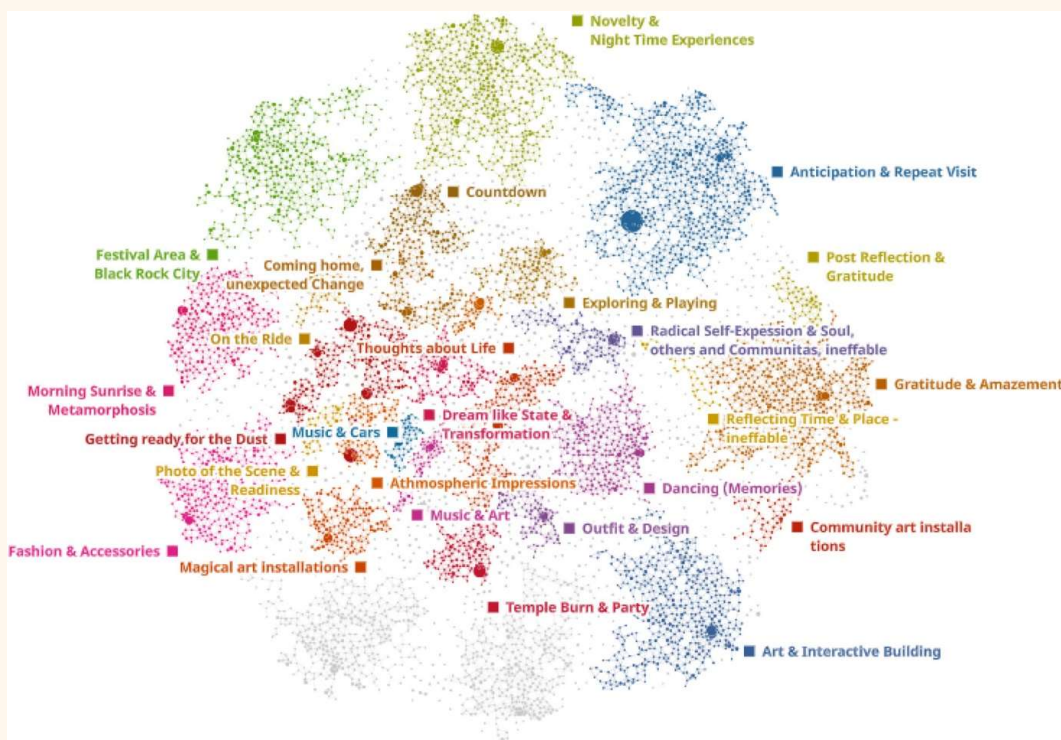 Novelty &
Night Time Experiences
Anticipation & Repeat Visit
Countdown
Festival Area &
Black Rock City
Coming home,
unexpected Change
Post Reflection &
Gratitude
Exploring & Playing
On the Ride
Radical Self-Expession & Soul,
others and Communitas, ineffable
Thoughts about Life
Morning Sunrise &
Metamorphosis
Gratitude & Amazement
Dream like State &
Transformation
Reflecting Time & Place -
ineffable
Getting ready,for the Dust
Music & Cars
Photo of the Scene &
Readiness
Athmospheric Impressions
Dancing (Memories)
Music & Art
Outfit & Design
Community art installa
tions
Fashion & Accessories
Magical art installations
Temple Burn & Party
Art & Interactive Building